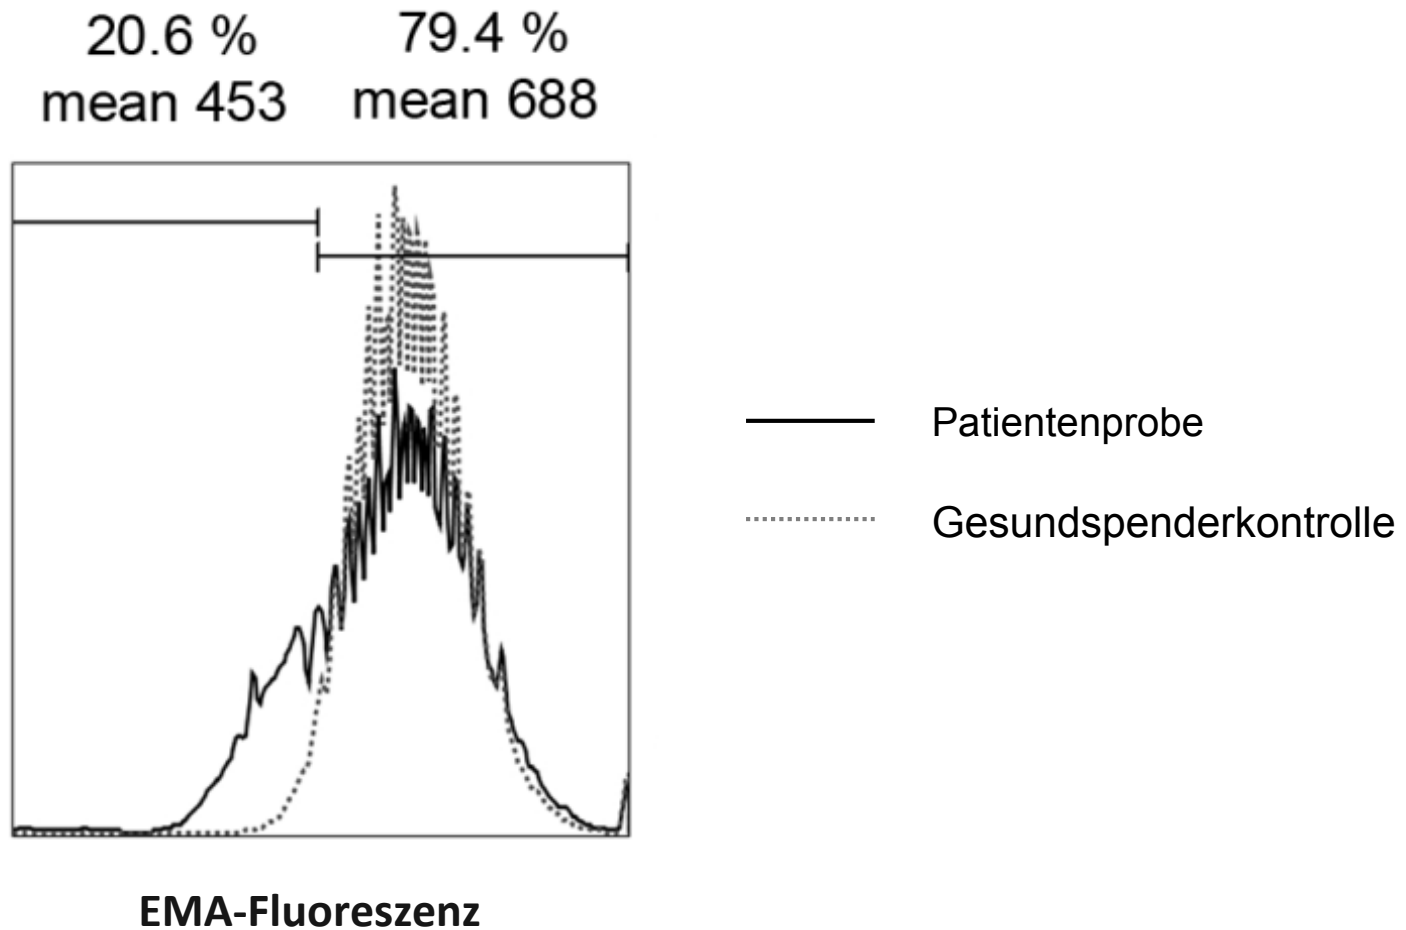 20.6 %
mean 453
79.4 %
mean 688
Patientenprobe
Gesundspenderkontrolle
EMA-Fluoreszenz